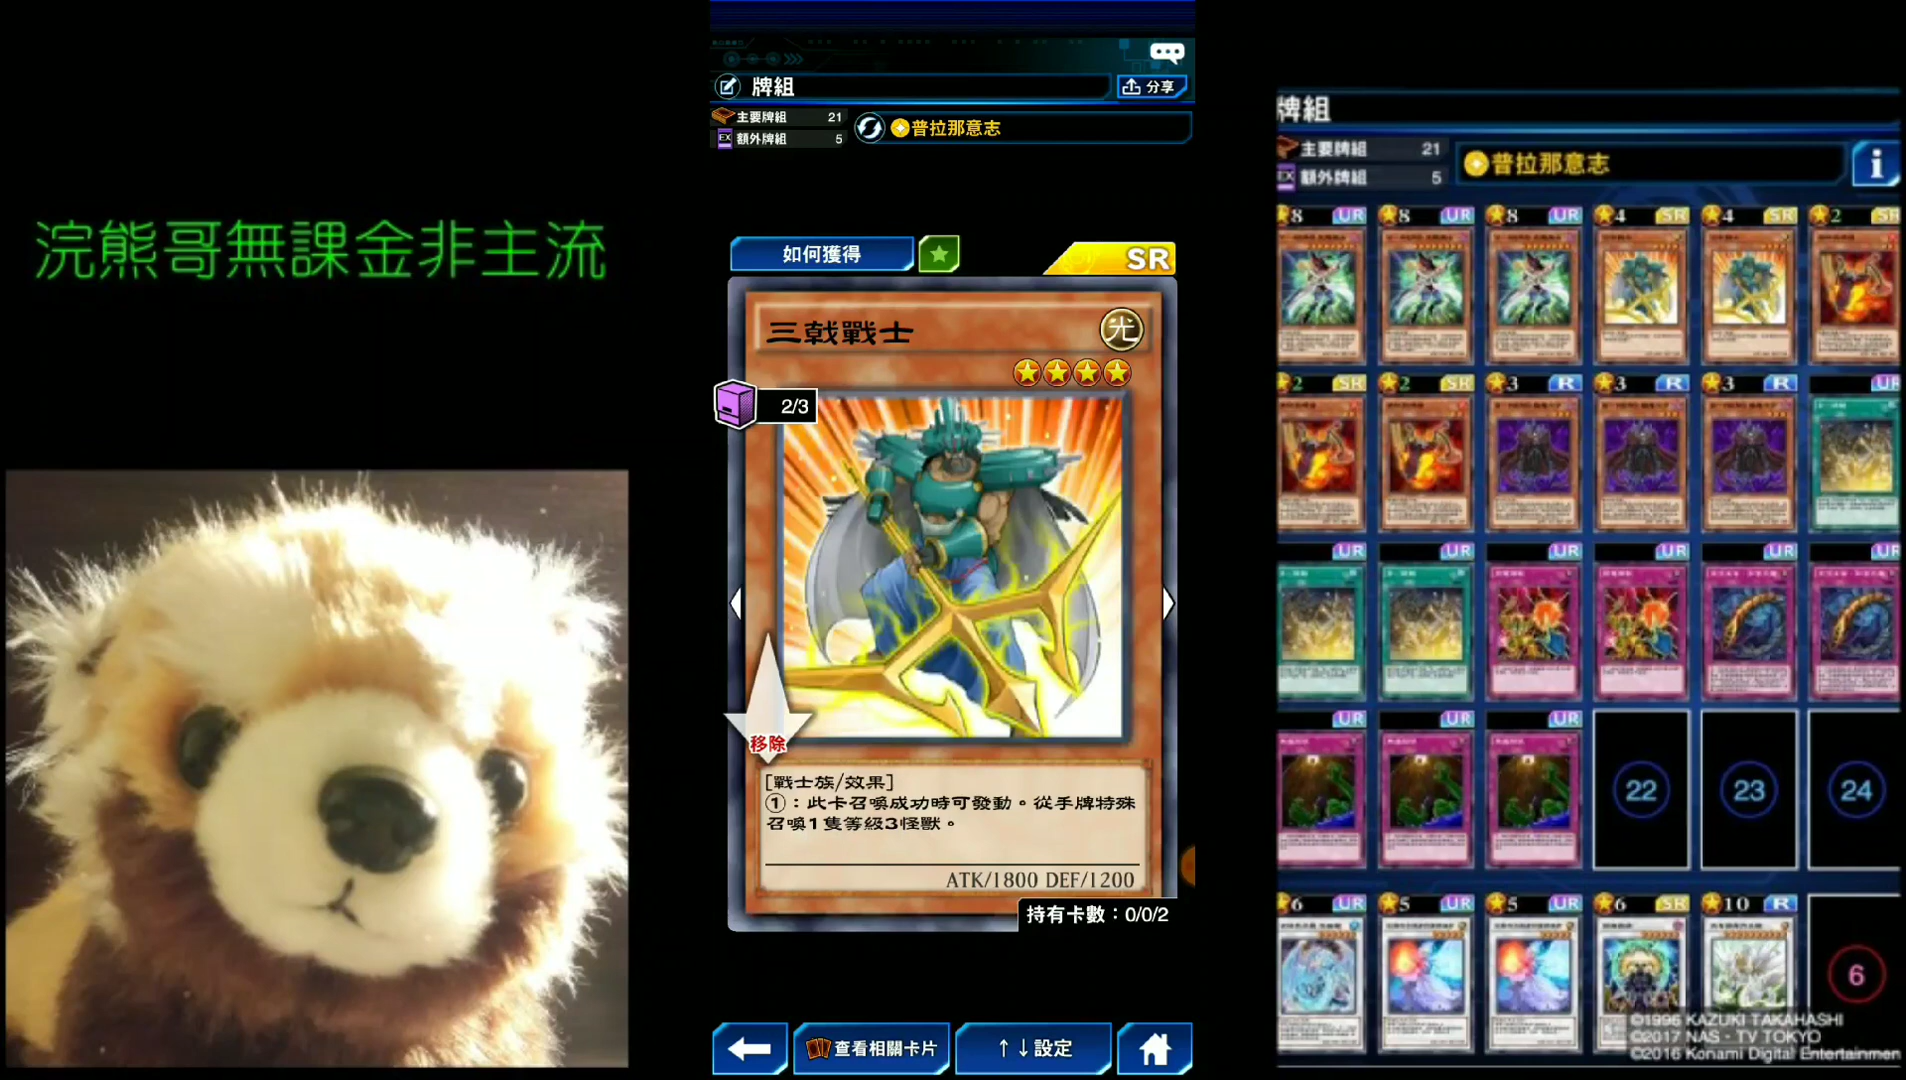 浣熊哥無課金非主流
牌組
分享
主要牌組 21
EX 額外牌組 5
普拉那意志
如何獲得
SR
三戟戰士
光
2/3
移除
[戰士族/效果]
①：此卡召喚成功時可發動。從手牌特殊
召喚1隻等級3怪獸。
ATK/1800 DEF/1200
持有卡數：0/0/2
查看相關卡片
↑↓設定
牌組
主要牌組 21
EX 額外牌組 5
普拉那意志
8 UR 8 UR 8 UR 4 SR 4 SR 2 SR
2 SR 2 SR 3 R 3 R 3 R UR
UR UR UR UR UR UR
UR UR UR
22 23 24
6 UR 5 UR 5 UR 6 SR 10 R
6
©1996 KAZUKI TAKAHASHI
©2017 NAS・TV TOKYO
©2016 Konami Digital Entertainmen